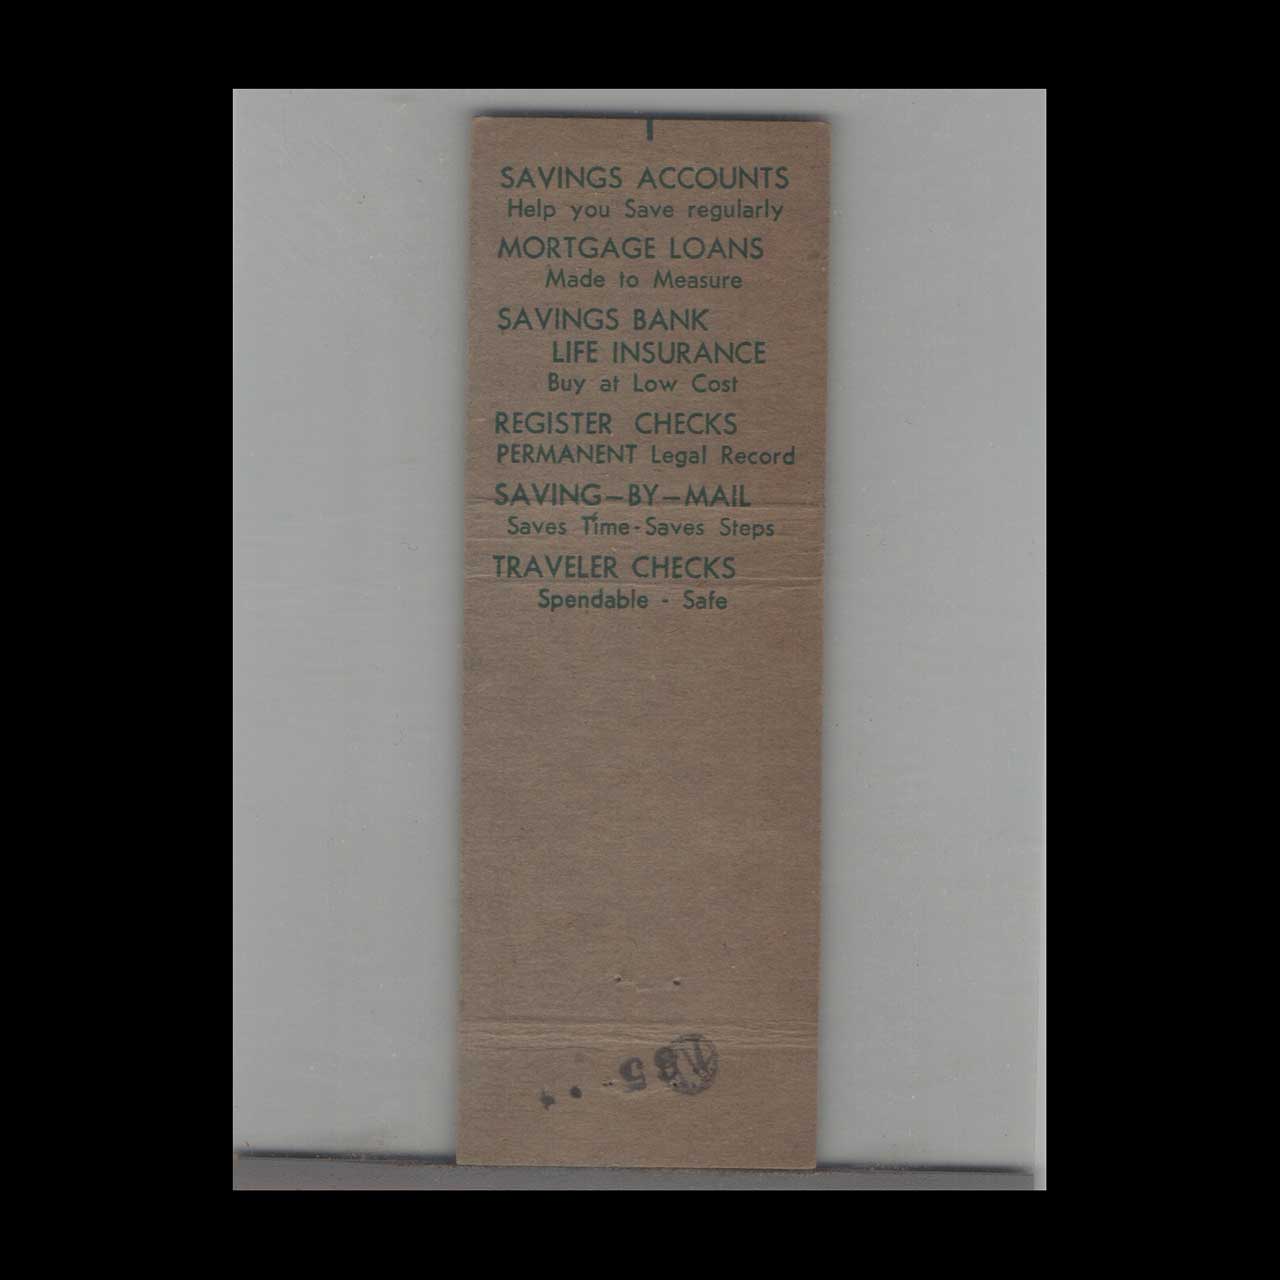 SAVINGS ACCOUNTS
Help you Save regularly
MORTGAGE LOANS
Made to Measure
SAVINGS BANK
LIFE INSURANCE
Buy at Low Cost
REGISTER CHECKS
PERMANENT Legal Record
SAVING—BY—MAIL
Saves Time - Saves Steps
TRAVELER CHECKS
Spendable - Safe